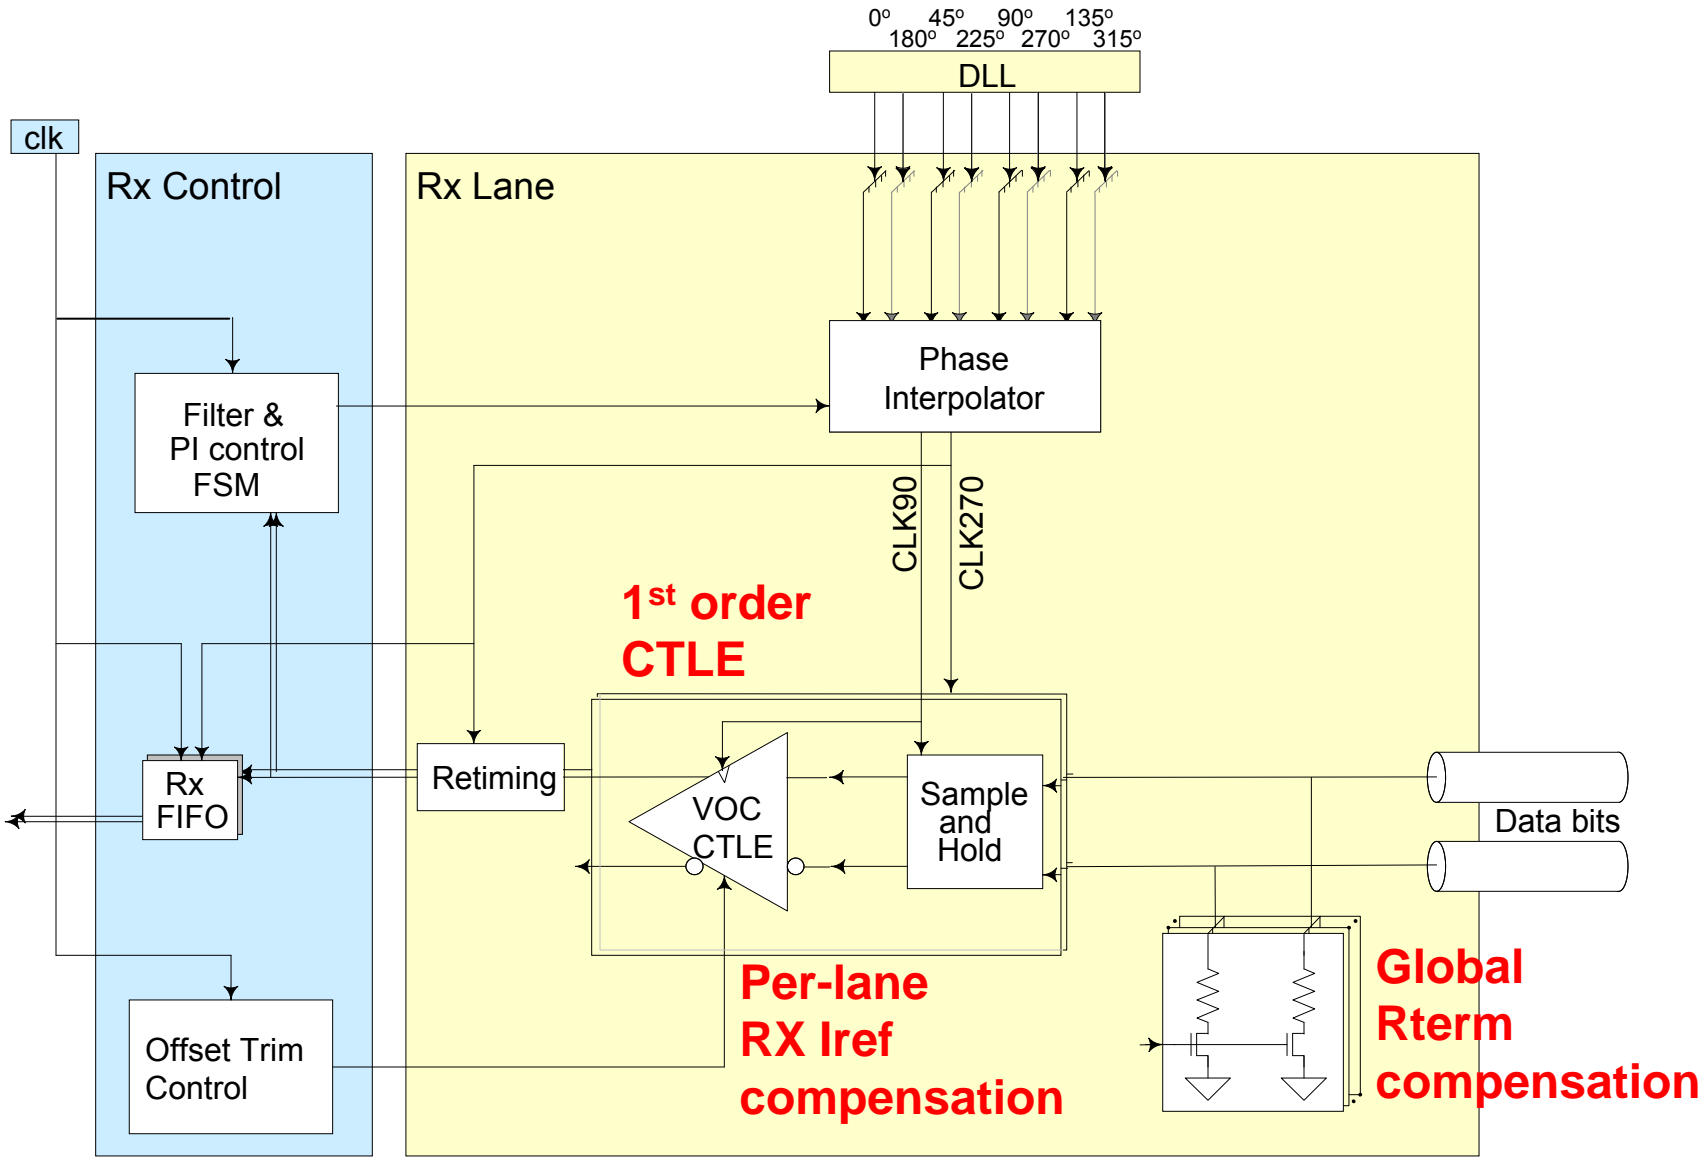 0º 45º 90º 135º
180º 225º 270º 315º
DLL
clk
Rx Control
Rx Lane
Phase
Interpolator
Filter &
PI control
FSM
CLK90
CLK270
1st order
CTLE
Retiming
Rx
FIFO
VOC
CTLE
Sample
and
Hold
Data bits
Per-lane
RX Iref
compensation
Global
Rterm
compensation
Offset Trim
Control